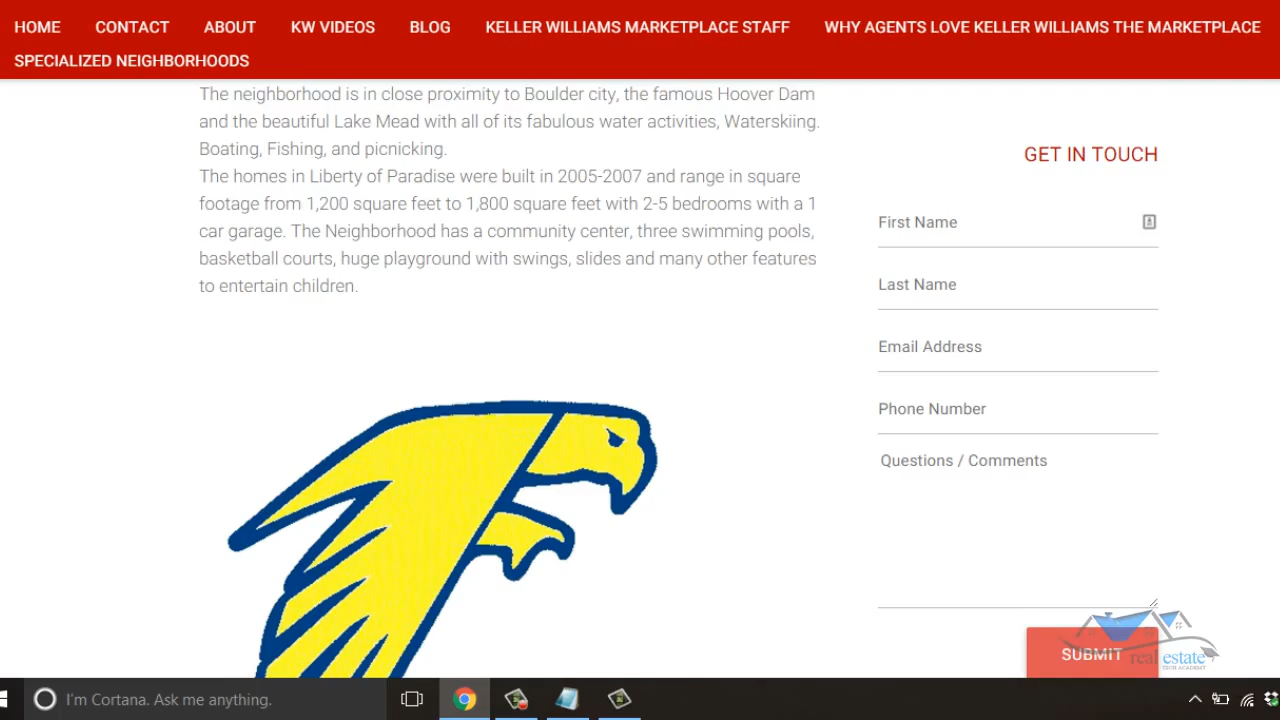 HOME CONTACT ABOUT KW VIDEOS BLOG KELLER WILLIAMS MARKETPLACE STAFF WHY AGENTS LOVE KELLER WILLIAMS THE MARKETPLACE
SPECIALIZED NEIGHBORHOODS
The neighborhood is in close proximity to Boulder city, the famous Hoover Dam
and the beautiful Lake Mead with all of its fabulous water activities, Waterskiing.
Boating, Fishing, and picnicking.
The homes in Liberty of Paradise were built in 2005-2007 and range in square
footage from 1,200 square feet to 1,800 square feet with 2-5 bedrooms with a 1
car garage. The Neighborhood has a community center, three swimming pools,
basketball courts, huge playground with swings, slides and many other features
to entertain children.
GET IN TOUCH
First Name
Last Name
Email Address
Phone Number
Questions / Comments
SUBMIT
real estate
TECH ACADEMY
I'm Cortana. Ask me anything.